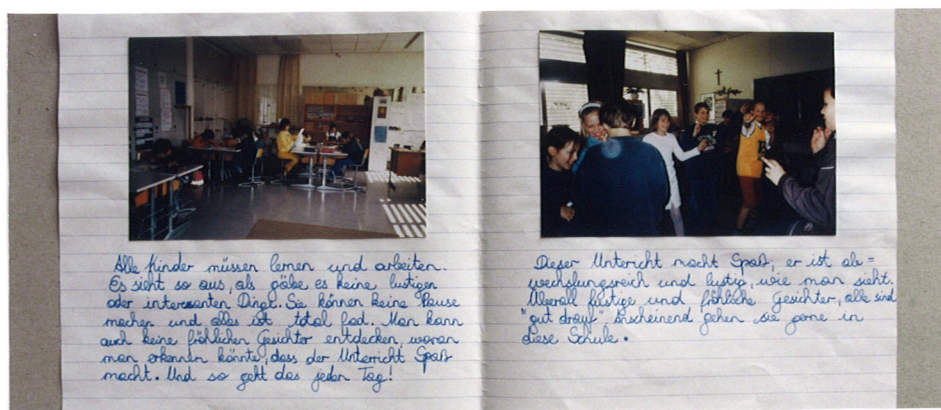 Alle Kinder müssen lernen und arbeiten.
Es sieht so aus, als gäbe es keine lustigen
oder interessanten Dinge. Sie können keine Pause
machen und alles ist total fad. Man kann
auch keine fröhlichen Gesichter entdecken, woran
man erkennen könnte, dass der Unterricht Spaß
macht. Und so geht das jeden Tag!
Dieser Unterricht macht Spaß, er ist ab=
wechslungsreich und lustig, wie man sieht.
Überall lustige und fröhliche Gesichter, alle sind
"gut drauf". Anscheinend gehen sie gerne in
diese Schule.